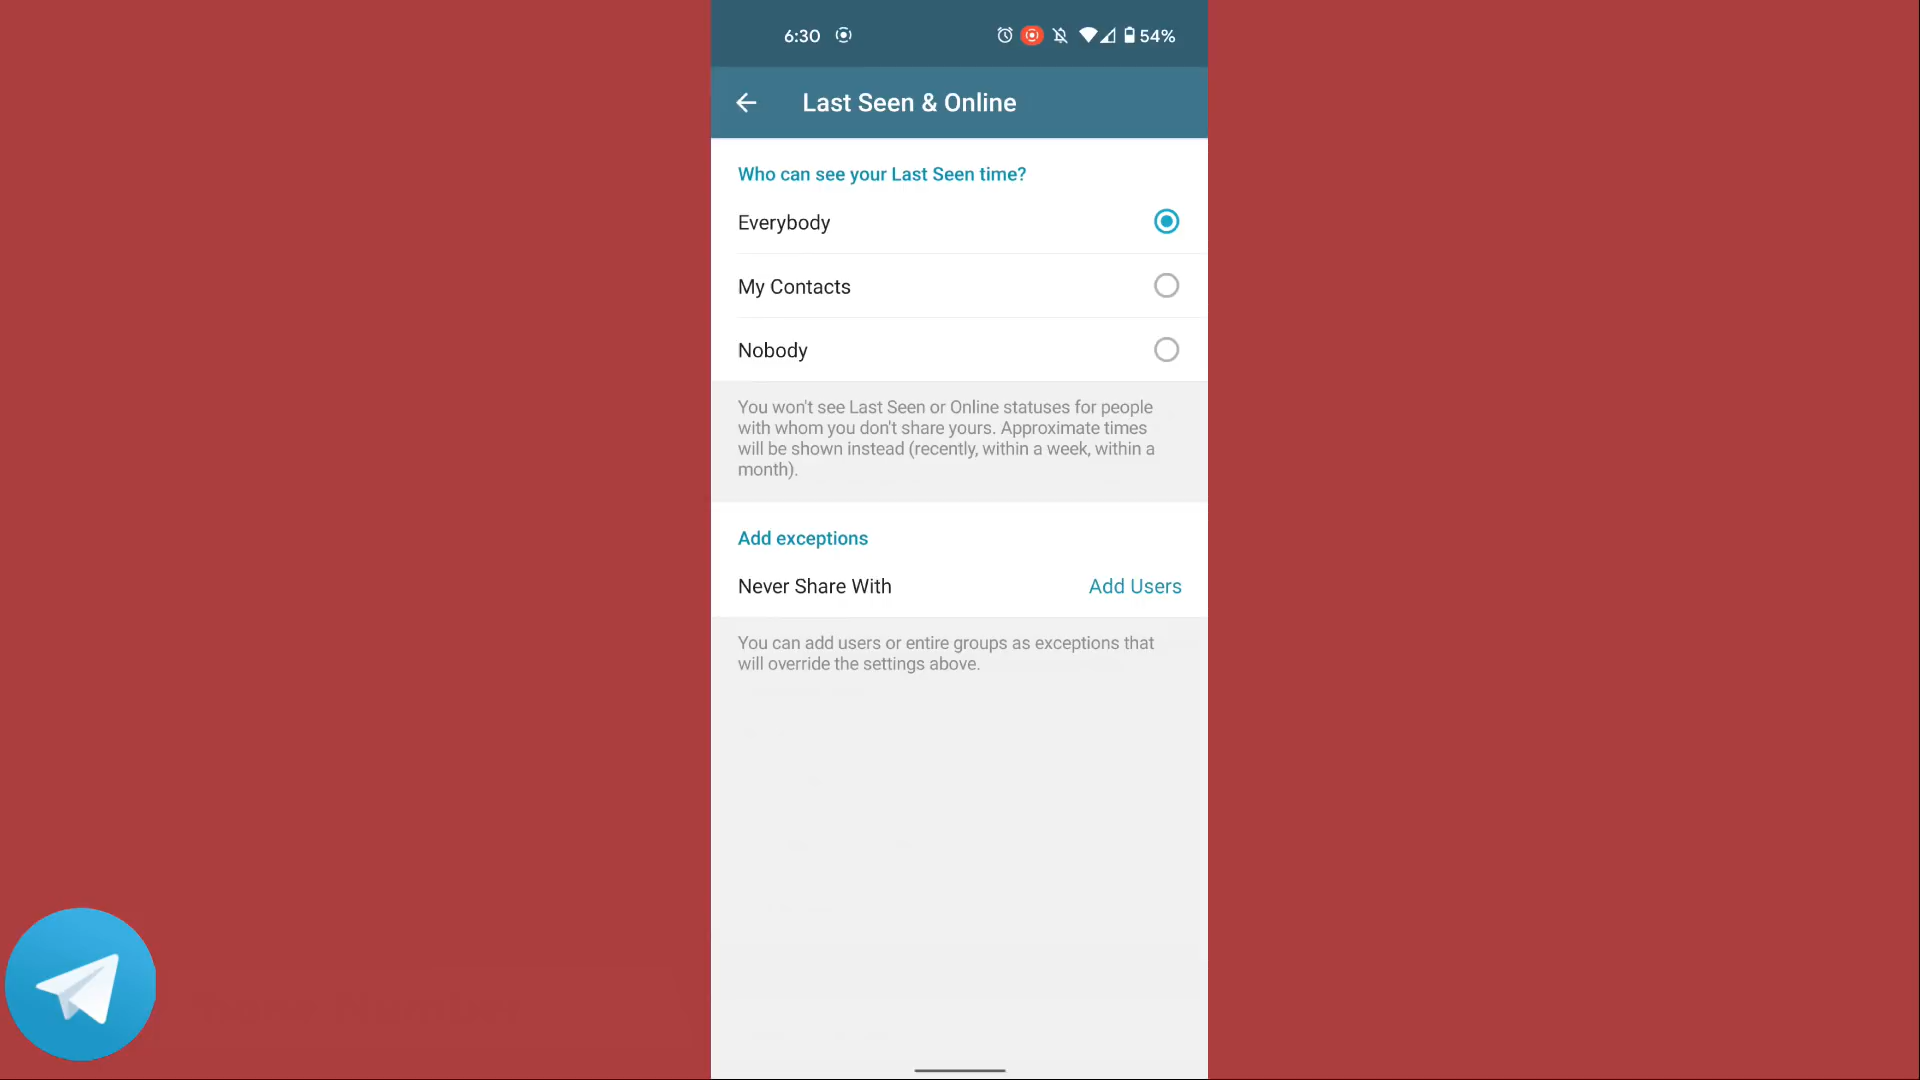 6:30
54%
Last Seen & Online
Who can see your Last Seen time?
Everybody
My Contacts
Nobody
You won't see Last Seen or Online statuses for people
with whom you don't share yours. Approximate times
will be shown instead (recently, within a week, within a
month).
Add exceptions
Never Share With
Add Users
You can add users or entire groups as exceptions that
will override the settings above.